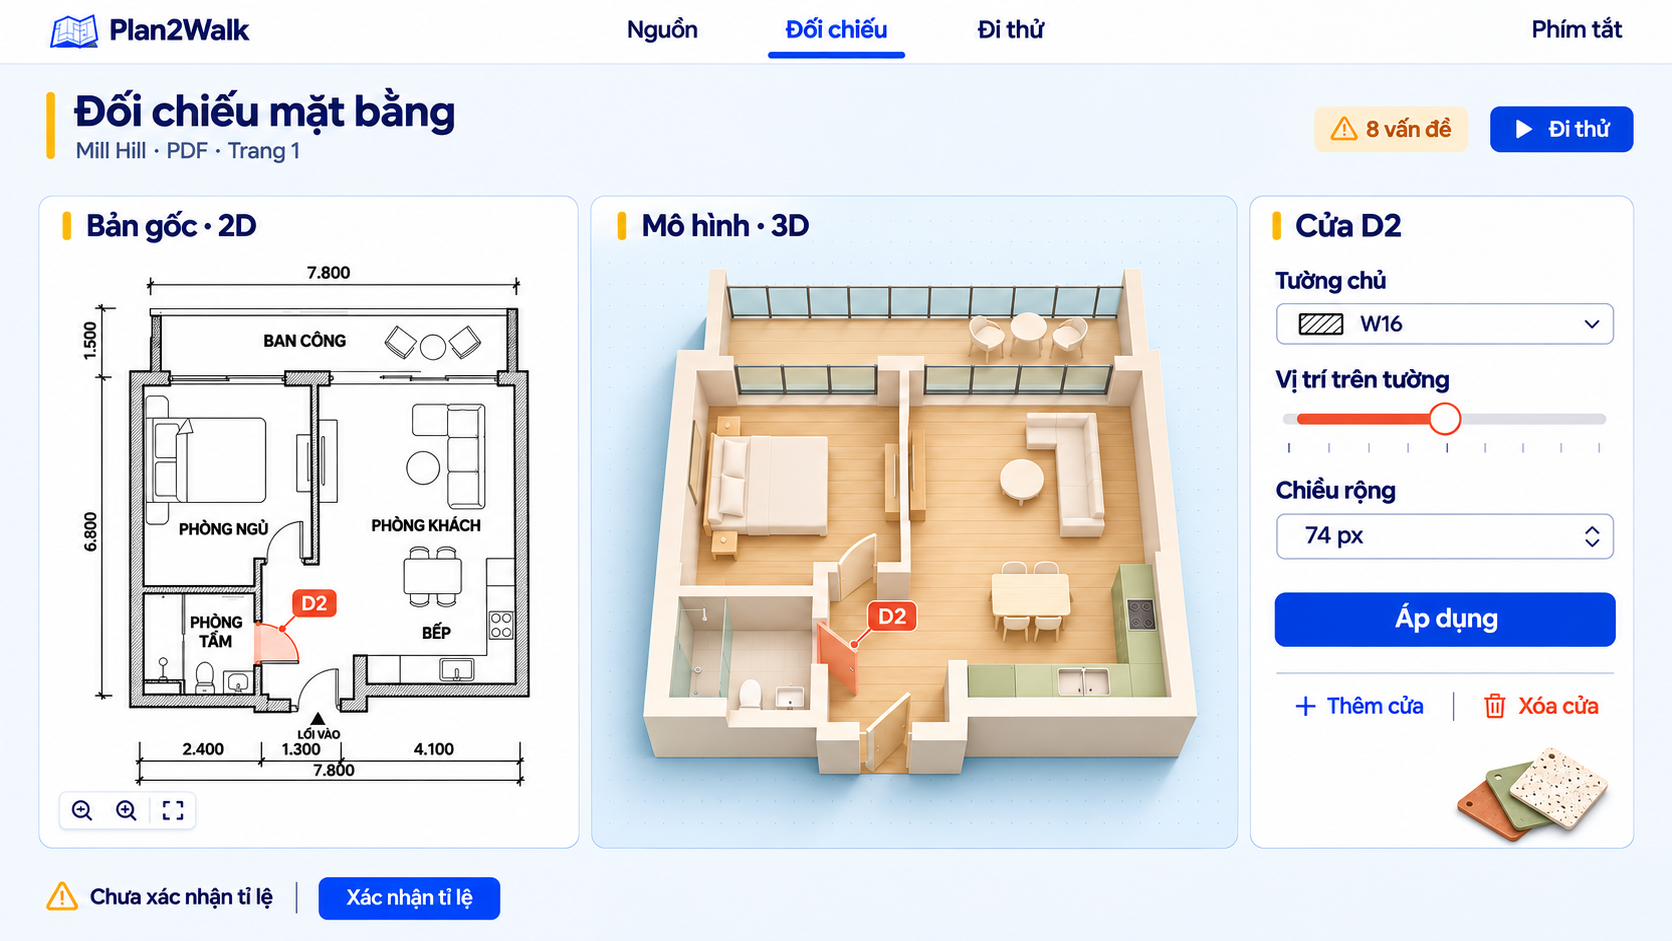 Plan2Walk
Nguồn
Đối chiếu
Đi thử
Phím tắt
Đối chiếu mặt bằng
Mill Hill · PDF · Trang 1
8 vấn đề
Đi thử
Bản gốc · 2D
7.800
1.500
BAN CÔNG
6.800
PHÒNG NGỦ
PHÒNG KHÁCH
D2
PHÒNG
TẮM
BẾP
LỐI VÀO
2.400
1.300
4.100
7.800
Mô hình · 3D
D2
Cửa D2
Tường chủ
W16
Vị trí trên tường
Chiều rộng
74 px
Áp dụng
Thêm cửa
Xóa cửa
Chưa xác nhận tỉ lệ
Xác nhận tỉ lệ